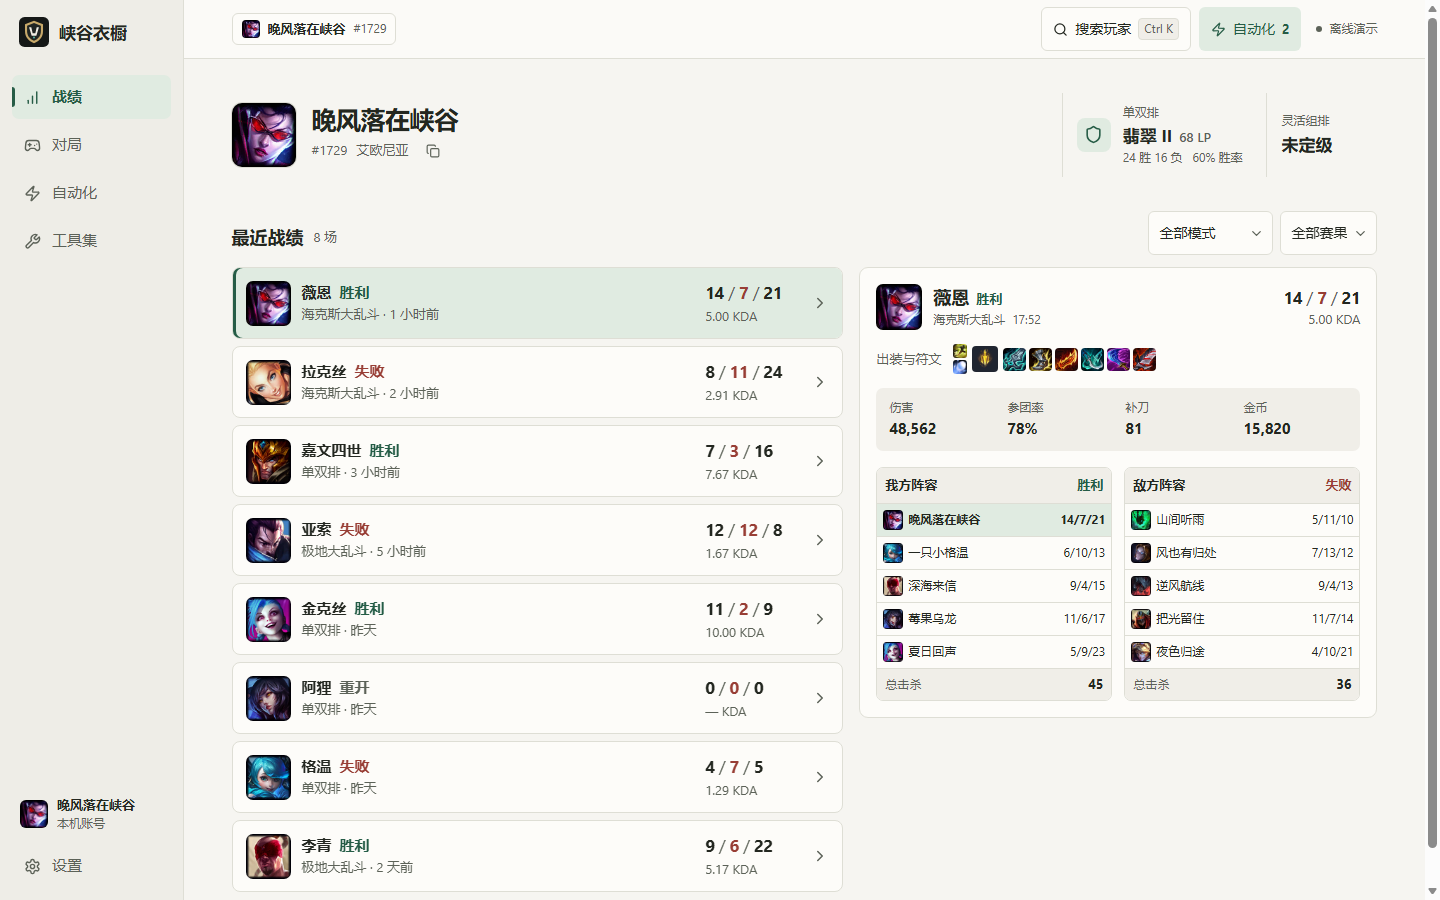 峡谷衣橱
战绩
对局
自动化
工具集
晚风落在峡谷
本机账号
设置
晚风落在峡谷 #1729
搜索玩家 Ctrl K
自动化 2
离线演示
晚风落在峡谷
#1729 艾欧尼亚
单双排
翡翠 II 68 LP
24 胜 16 负 60% 胜率
灵活组排
未定级
最近战绩 8 场
全部模式
全部赛果
薇恩 胜利
海克斯大乱斗 · 1 小时前
14 / 7 / 21
5.00 KDA
拉克丝 失败
海克斯大乱斗 · 2 小时前
8 / 11 / 24
2.91 KDA
嘉文四世 胜利
单双排 · 3 小时前
7 / 3 / 16
7.67 KDA
亚索 失败
极地大乱斗 · 5 小时前
12 / 12 / 8
1.67 KDA
金克丝 胜利
单双排 · 昨天
11 / 2 / 9
10.00 KDA
阿狸 重开
单双排 · 昨天
0 / 0 / 0
— KDA
格温 失败
单双排 · 昨天
4 / 7 / 5
1.29 KDA
李青 胜利
极地大乱斗 · 2 天前
9 / 6 / 22
5.17 KDA
薇恩 胜利
海克斯大乱斗 17:52
14 / 7 / 21
5.00 KDA
出装与符文
伤害
48,562
参团率
78%
补刀
81
金币
15,820
我方阵容 胜利
晚风落在峡谷 14/7/21
一只小格温 6/10/13
深海来信 9/4/15
莓果乌龙 11/6/17
夏日回声 5/9/23
总击杀 45
敌方阵容 失败
山间听雨 5/11/10
风也有归处 7/13/12
逆风航线 9/4/13
把光留住 11/7/14
夜色归途 4/10/21
总击杀 36